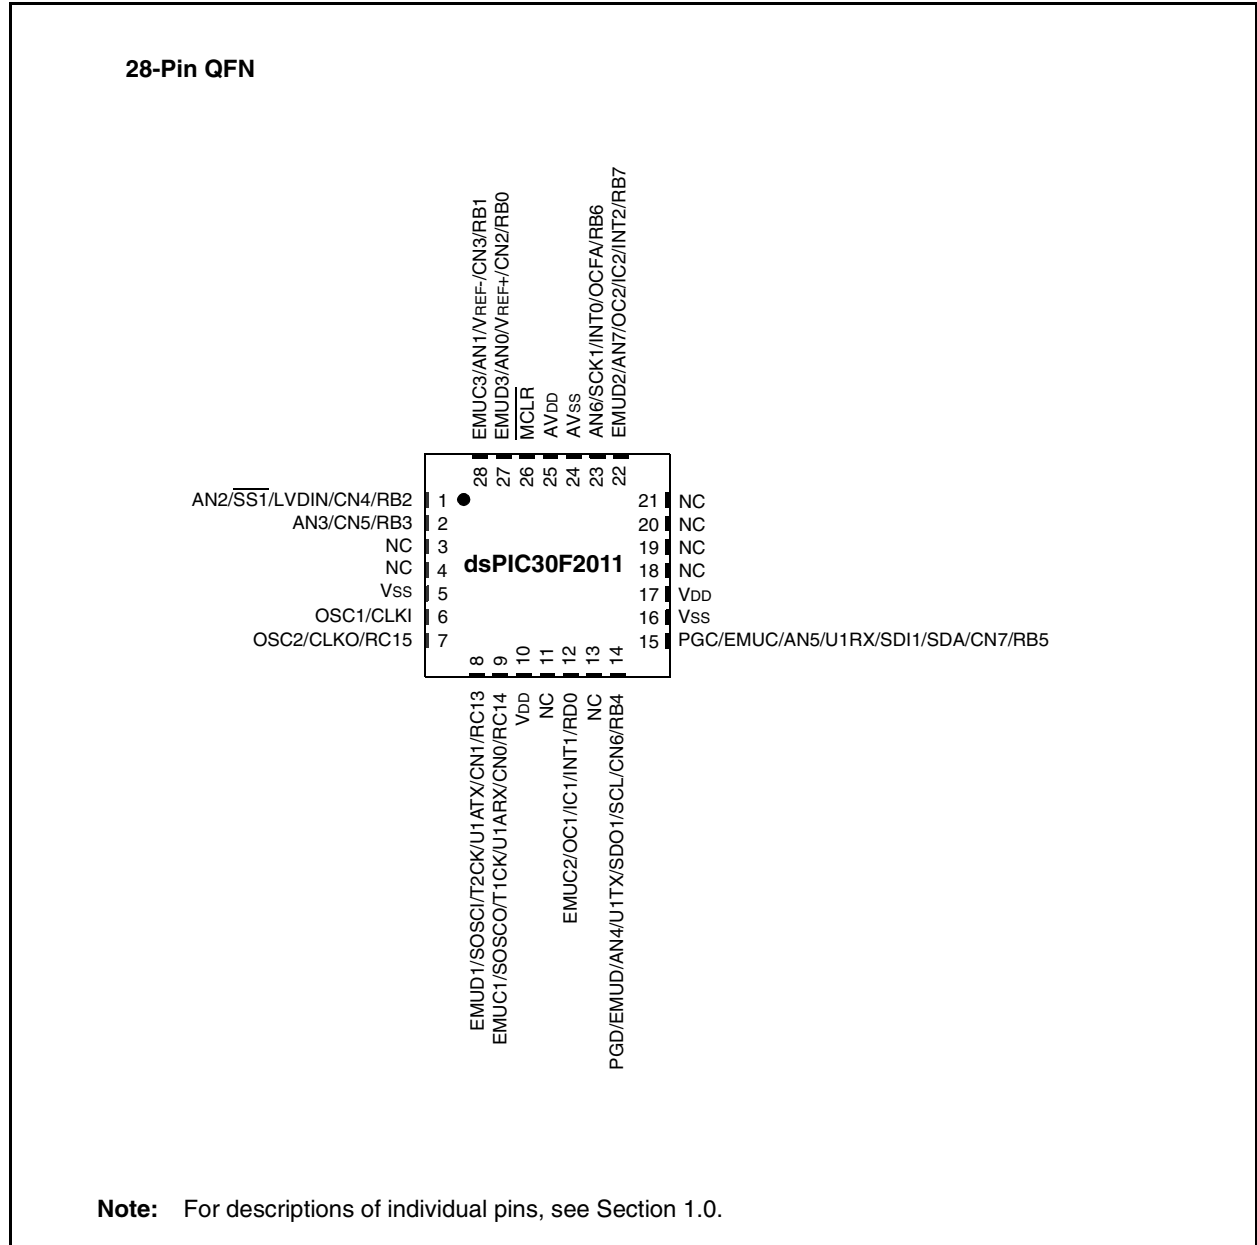 28-Pin QFN
EMUC3/AN1/VREF-/CN3/RB1
EMUD3/AN0/VREF+/CN2/RB0
MCLR
AVDD
AVSS
AN6/SCK1/INT0/OCFA/RB6
EMUD2/AN7/OC2/IC2/INT2/RB7
28 27 26 25 24 23 22
AN2/SS1/LVDIN/CN4/RB2 1
AN3/CN5/RB3 2
NC 3
NC 4
VSS 5
OSC1/CLKI 6
OSC2/CLKO/RC15 7
dsPIC30F2011
21 NC
20 NC
19 NC
18 NC
17 VDD
16 VSS
15 PGC/EMUC/AN5/U1RX/SDI1/SDA/CN7/RB5
8 9 10 11 12 13 14
EMUD1/SOSCI/T2CK/U1ATX/CN1/RC13
EMUC1/SOSCO/T1CK/U1ARX/CN0/RC14
VDD
NC
EMUC2/OC1/IC1/INT1/RD0
NC
PGD/EMUD/AN4/U1TX/SDO1/SCL/CN6/RB4
Note: For descriptions of individual pins, see Section 1.0.